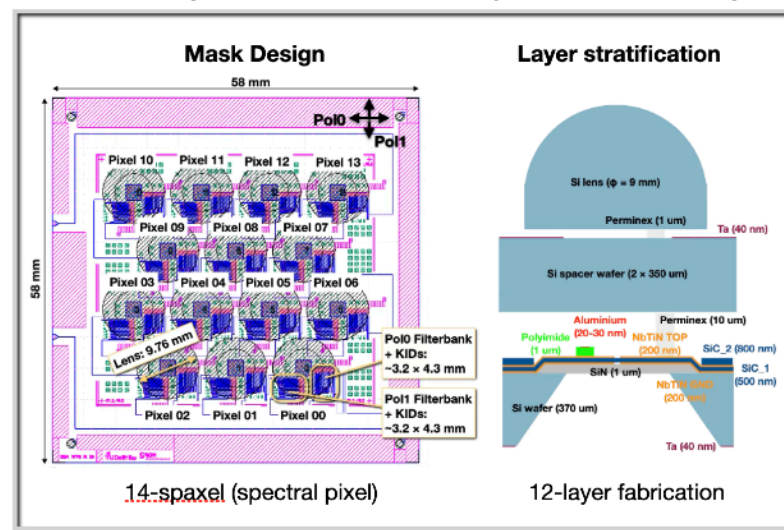 Mask Design
Layer stratification
58 mm
58 mm
Pol0
Pol1
Pixel 10
Pixel 11
Pixel 12
Pixel 13
Pixel 09
Pixel 08
Pixel 07
Pixel 03
Pixel 04
Pixel 05
Pixel 06
Lens: 9.76 mm
Pixel 02
Pixel 01
Pixel 00
Pol0 Filterbank
+ KIDs:
~3.2 × 4.3 mm
Pol1 Filterbank
+ KIDs:
~3.2 × 4.3 mm
14-spaxel (spectral pixel)
Si lens (ϕ = 9 mm)
Perminex (1 um)
Ta (40 nm)
Si spacer wafer (2 × 350 um)
Aluminium
(20-30 nm)
Perminex (10 um)
Polyimide
(1 um)
NbTiN TOP
(200 nm)
SiC_2 (800 nm)
SiN (1 um)
SiC_1
(500 nm)
NbTiN
(200 nm)
Si wafer (370 um)
Ta (40 nm)
12-layer fabrication